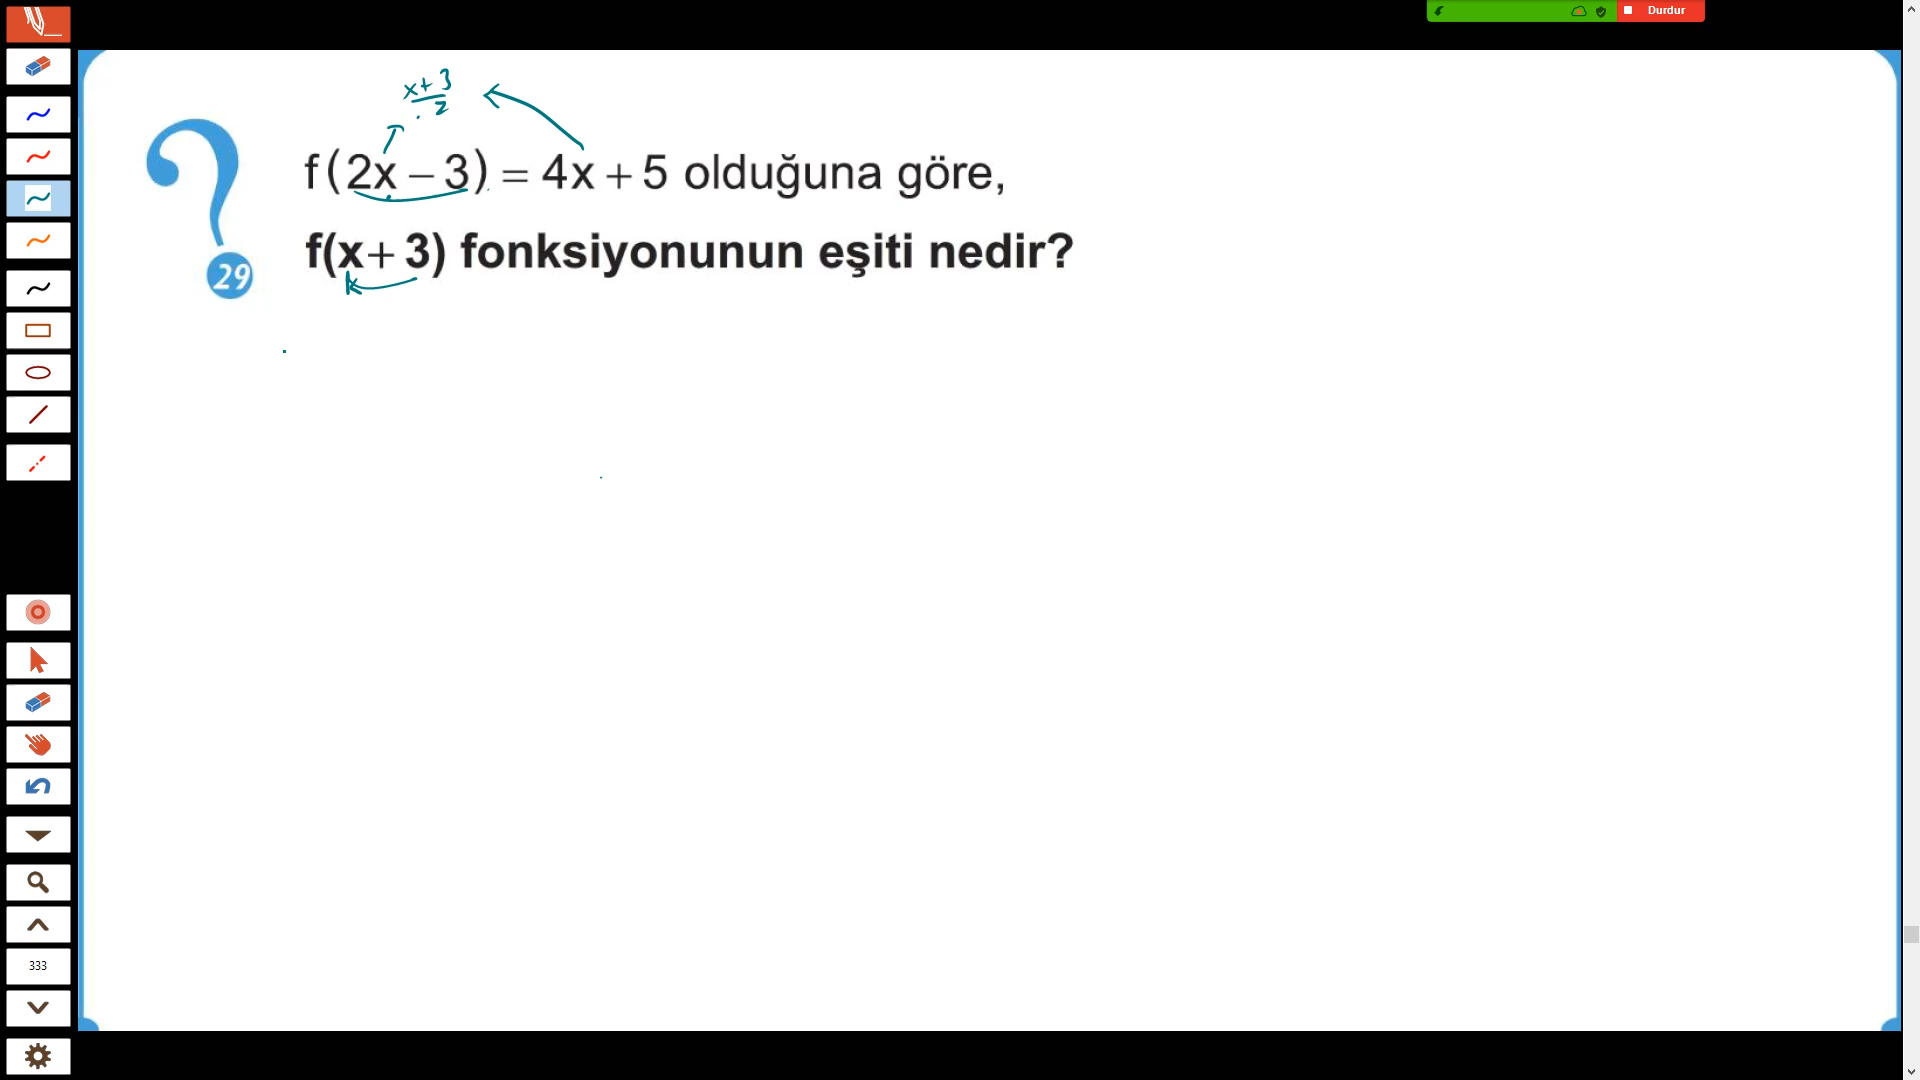 Durdur
x+3
2
f(2x − 3) = 4x + 5 olduğuna göre,
f(x+ 3) fonksiyonunun eşiti nedir?
29
333